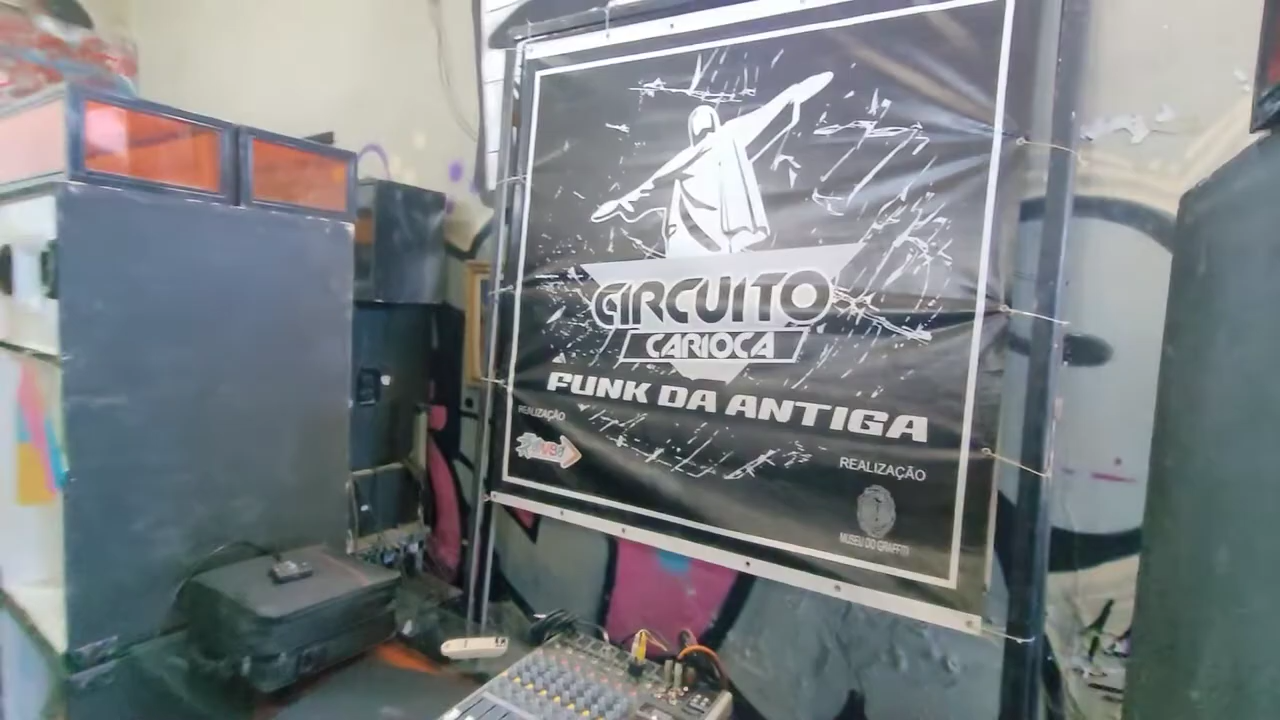 CIRCUITO
CARIOCA
FUNK DA ANTIGA
REALIZAÇÃO
REALIZAÇÃO
MUSEU DO GRAFFITI